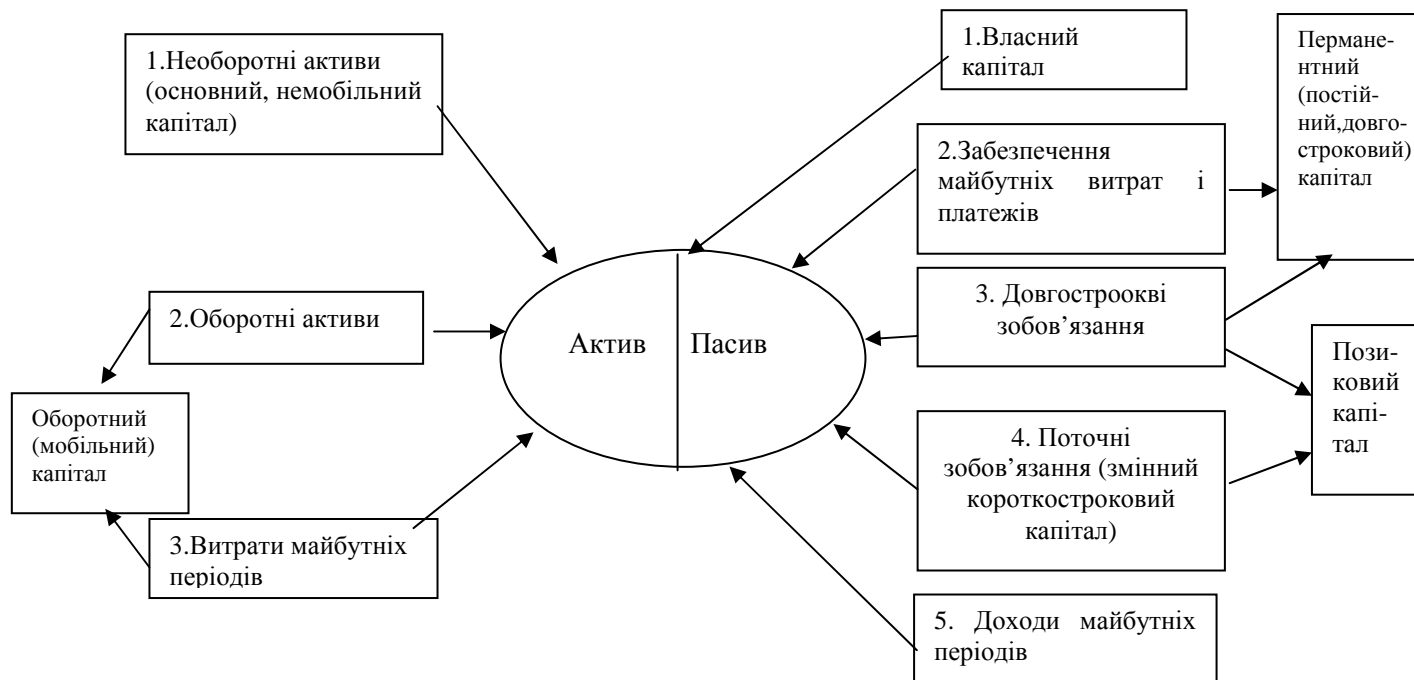 1.Необоротні активи
(основний, немобільний
капітал)
2.Оборотні активи
Оборотний
(мобільний)
капітал
3.Витрати майбутніх
періодів
Актив
Пасив
1.Власний
капітал
2.Забезпечення
майбутніх витрат і
платежів
3. Довгостроокві
зобов’язання
4. Поточні
зобов’язання (змінний
короткостроковий
капітал)
5. Доходи майбутніх
періодів
Пермане-
нтний
(постій-
ний,довго-
строковий)
капітал
Пози-
ковий
капі-
тал